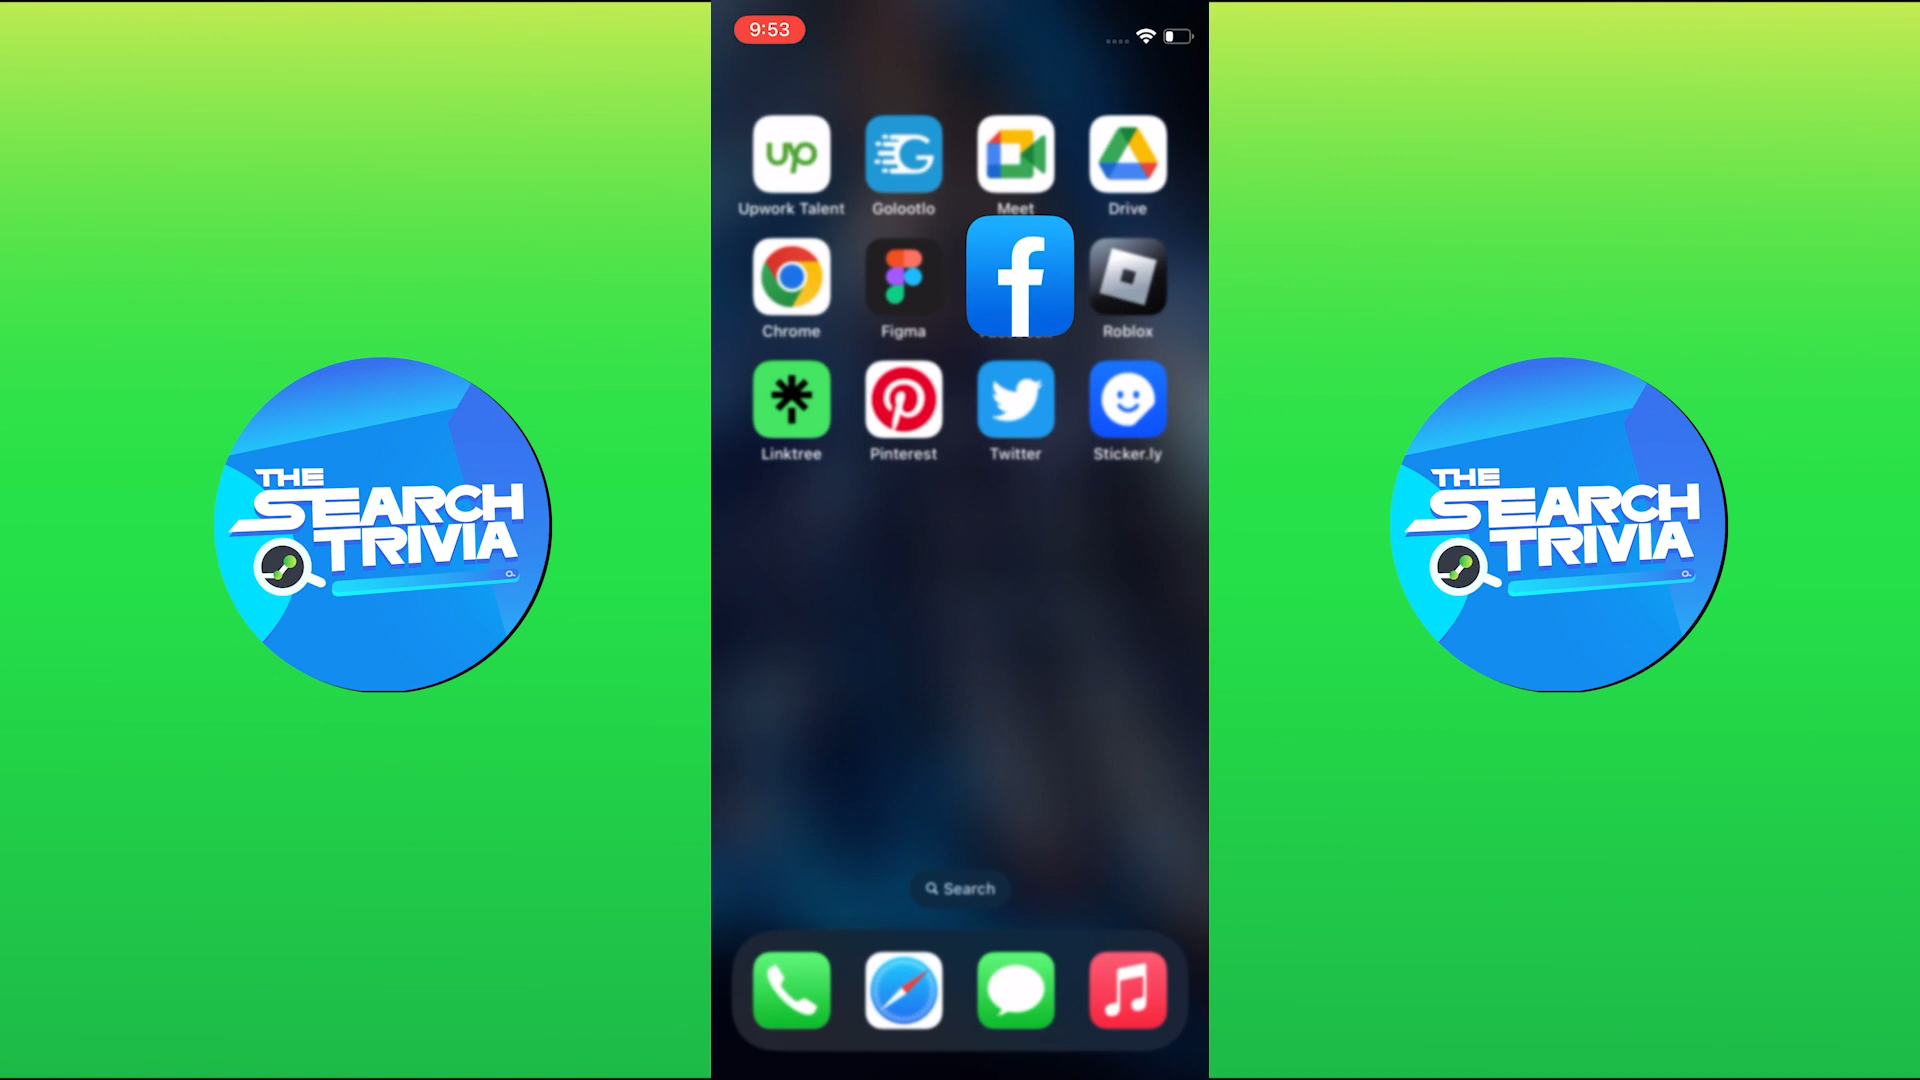 9:53
up
G
Upwork Talent
Golootlo
Meet
Drive
f
Chrome
Figma
Roblox
Linktree
Pinterest
Twitter
Sticker.ly
THE
SEARCH
TRIVIA
THE
SEARCH
TRIVIA
Search